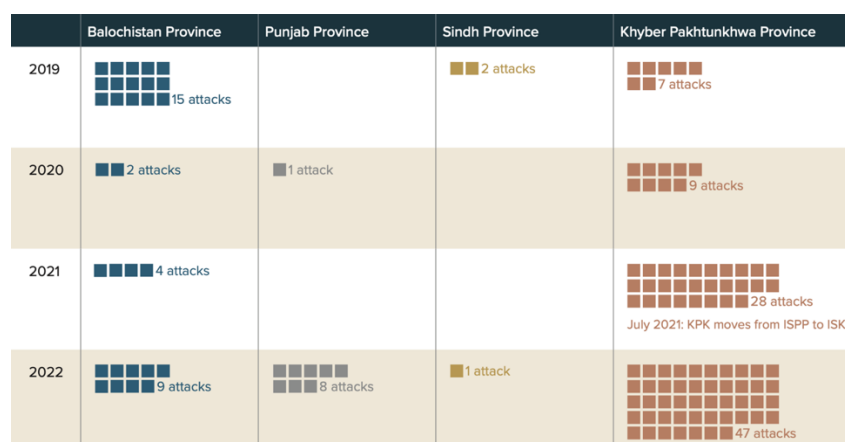 Balochistan Province Punjab Province Sindh Province Khyber Pakhtunkhwa Province
2019
15 attacks
2 attacks
7 attacks
2020
2 attacks
1 attack
9 attacks
2021
4 attacks
28 attacks
July 2021: KPK moves from ISPP to ISK
2022
9 attacks
8 attacks
1 attack
47 attacks